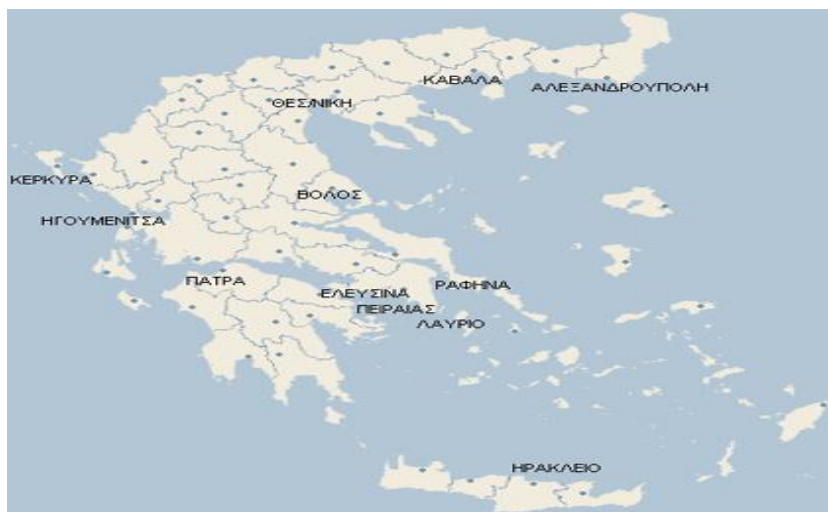 ΚΑΒΑΛΑ
ΑΛΕΞΑΝΔΡΟΥΠΟΛΗ
ΘΕΣ/ΝΙΚΗ
ΚΕΡΚΥΡΑ
ΒΟΛΟΣ
ΗΓΟΥΜΕΝΙΤΣΑ
ΠΑΤΡΑ
ΕΛΕΥΣΙΝΑ
ΡΑΦΗΝΑ
ΠΕΙΡΑΙΑΣ
ΛΑΥΡΙΟ
ΗΡΑΚΛΕΙΟ